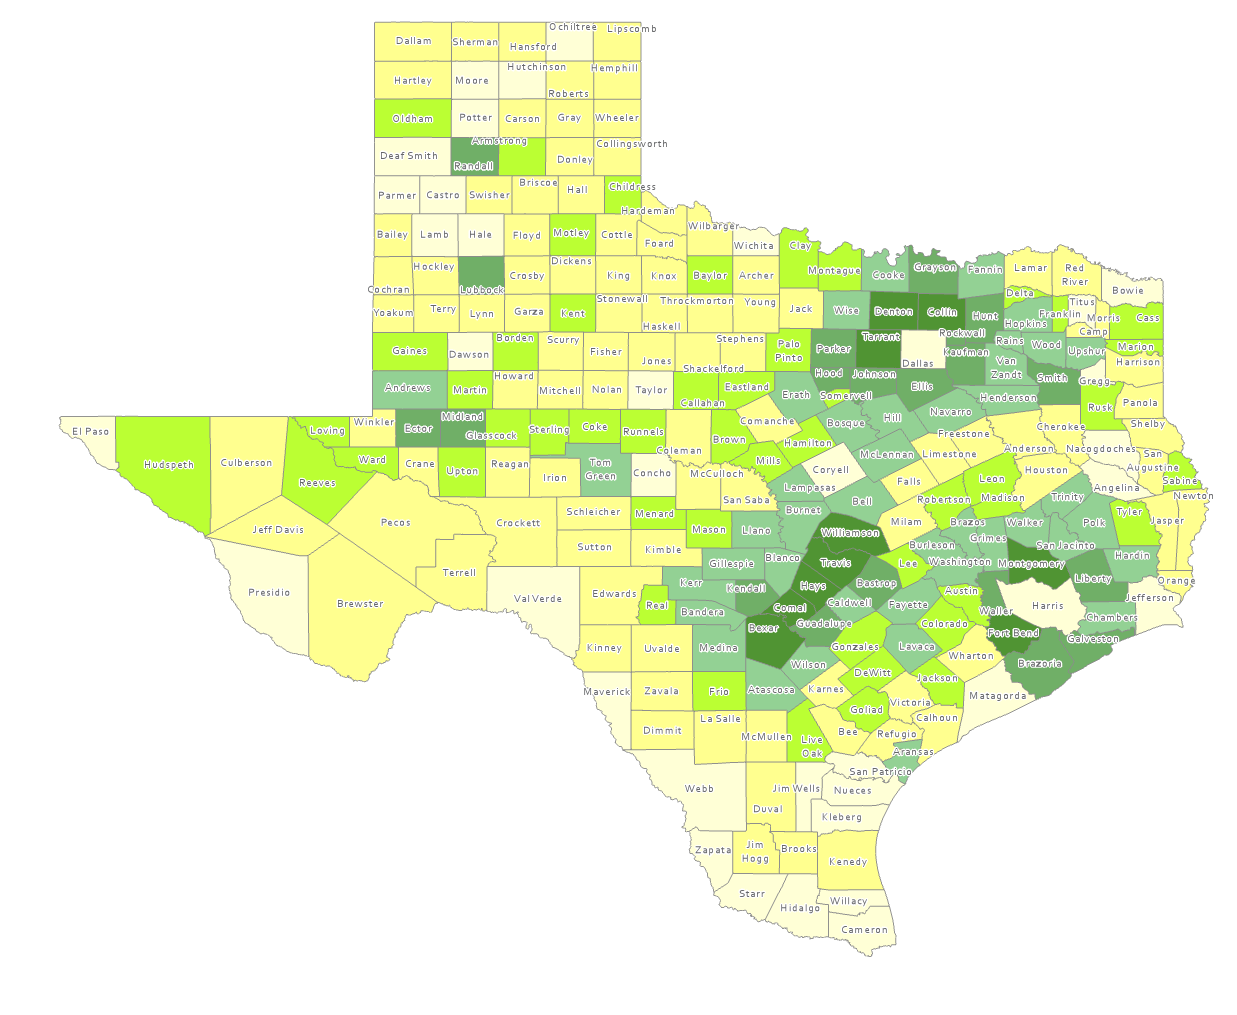 Dallam
Sherman
Hansford
Ochiltree
Lipscomb
Hartley
Moore
Hutchinson
Roberts
Hemphill
Oldham
Potter
Carson
Gray
Wheeler
Deaf Smith
Randall
Armstrong
Donley
Collingsworth
Parmer
Castro
Swisher
Briscoe
Hall
Childress
Hardeman
Bailey
Lamb
Hale
Floyd
Motley
Cottle
Foard
Wilbarger
Wichita
Clay
Montague
Cooke
Grayson
Fannin
Lamar
Red
River
Bowie
Cochran
Hockley
Lubbock
Crosby
Dickens
King
Knox
Baylor
Archer
Delta
Titus
Morris
Cass
Franklin
Yoakum
Terry
Lynn
Garza
Kent
Stonewall
Haskell
Throckmorton
Young
Jack
Wise
Denton
Collin
Hunt
Hopkins
Camp
Rockwall
Rains
Wood
Upshur
Marion
Harrison
Gaines
Dawson
Borden
Scurry
Fisher
Jones
Shackelford
Stephens
Palo
Pinto
Parker
Tarrant
Dallas
Kaufman
Van
Zandt
Smith
Gregg
Panola
Rusk
Andrews
Martin
Howard
Mitchell
Nolan
Taylor
Callahan
Eastland
Erath
Hood
Somervell
Johnson
Ellis
Henderson
Navarro
Hill
Bosque
Cherokee
Shelby
El Paso
Hudspeth
Culberson
Reeves
Loving
Winkler
Ward
Ector
Midland
Glasscock
Sterling
Coke
Runnels
Coleman
Brown
Comanche
Hamilton
Mills
McLennan
Limestone
Freestone
Anderson
Nacogdoches
San
Augustine
Sabine
Crane
Upton
Reagan
Irion
Tom
Green
Concho
McCulloch
San Saba
Lampasas
Coryell
Bell
Falls
Robertson
Leon
Madison
Houston
Trinity
Angelina
Newton
Jasper
Tyler
Polk
Jeff Davis
Pecos
Crockett
Schleicher
Menard
Mason
Llano
Burnet
Williamson
Milam
Brazos
Grimes
Walker
San Jacinto
Hardin
Burleson
Washington
Montgomery
Liberty
Orange
Presidio
Brewster
Terrell
Sutton
Kimble
Gillespie
Blanco
Travis
Lee
Val Verde
Edwards
Real
Kerr
Kendall
Bandera
Hays
Comal
Caldwell
Bastrop
Fayette
Austin
Waller
Harris
Chambers
Jefferson
Galveston
Kinney
Uvalde
Medina
Bexar
Guadalupe
Gonzales
Lavaca
Colorado
Fort Bend
Brazoria
Wharton
Matagorda
Wilson
DeWitt
Jackson
Maverick
Zavala
Frio
Atascosa
Karnes
Goliad
Victoria
Calhoun
Dimmit
La Salle
McMullen
Live
Oak
Bee
Refugio
Aransas
San Patricio
Webb
Duval
Jim Wells
Nueces
Kleberg
Zapata
Jim
Hogg
Brooks
Kenedy
Starr
Hidalgo
Willacy
Cameron